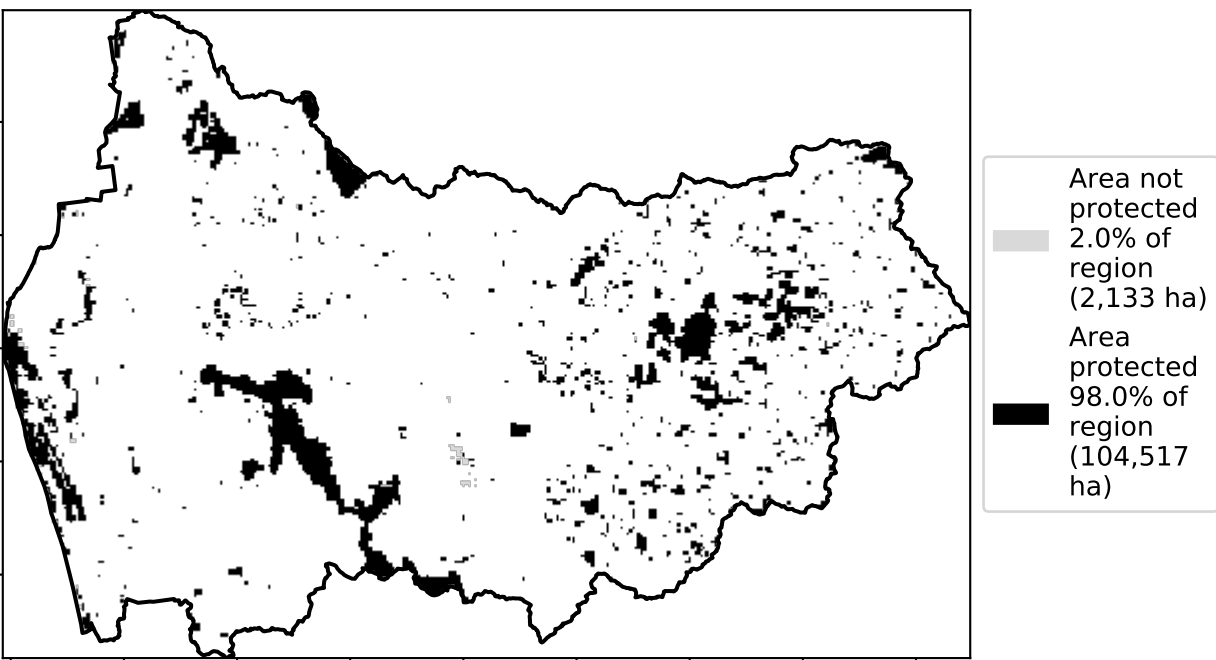 Area not
protected
2.0% of
region
(2,133 ha)
Area
protected
98.0% of
region
(104,517
ha)